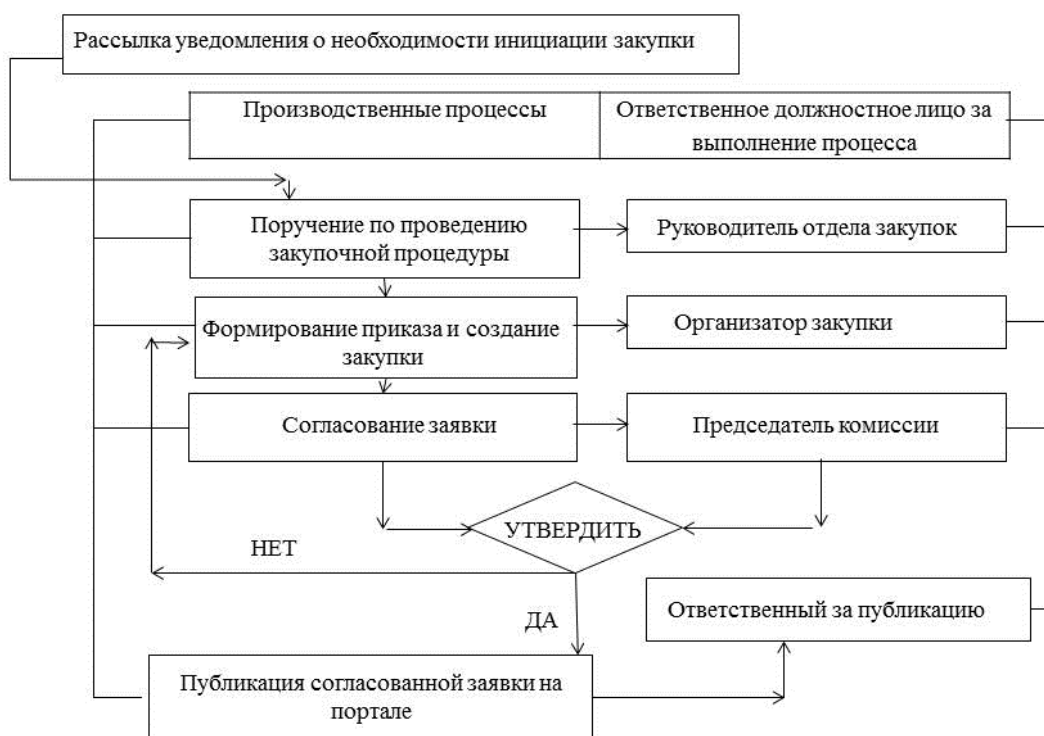 Рассылка уведомления о необходимости инициации закупки
Производственные процессы
Ответственное должностное лицо за
выполнение процесса
Поручение по проведению
закупочной процедуры
Руководитель отдела закупок
Формирование приказа и создание
закупки
Организатор закупки
Согласование заявки
Председатель комиссии
УТВЕРДИТЬ
НЕТ
ДА
Ответственный за публикацию
Публикация согласованной заявки на
портале